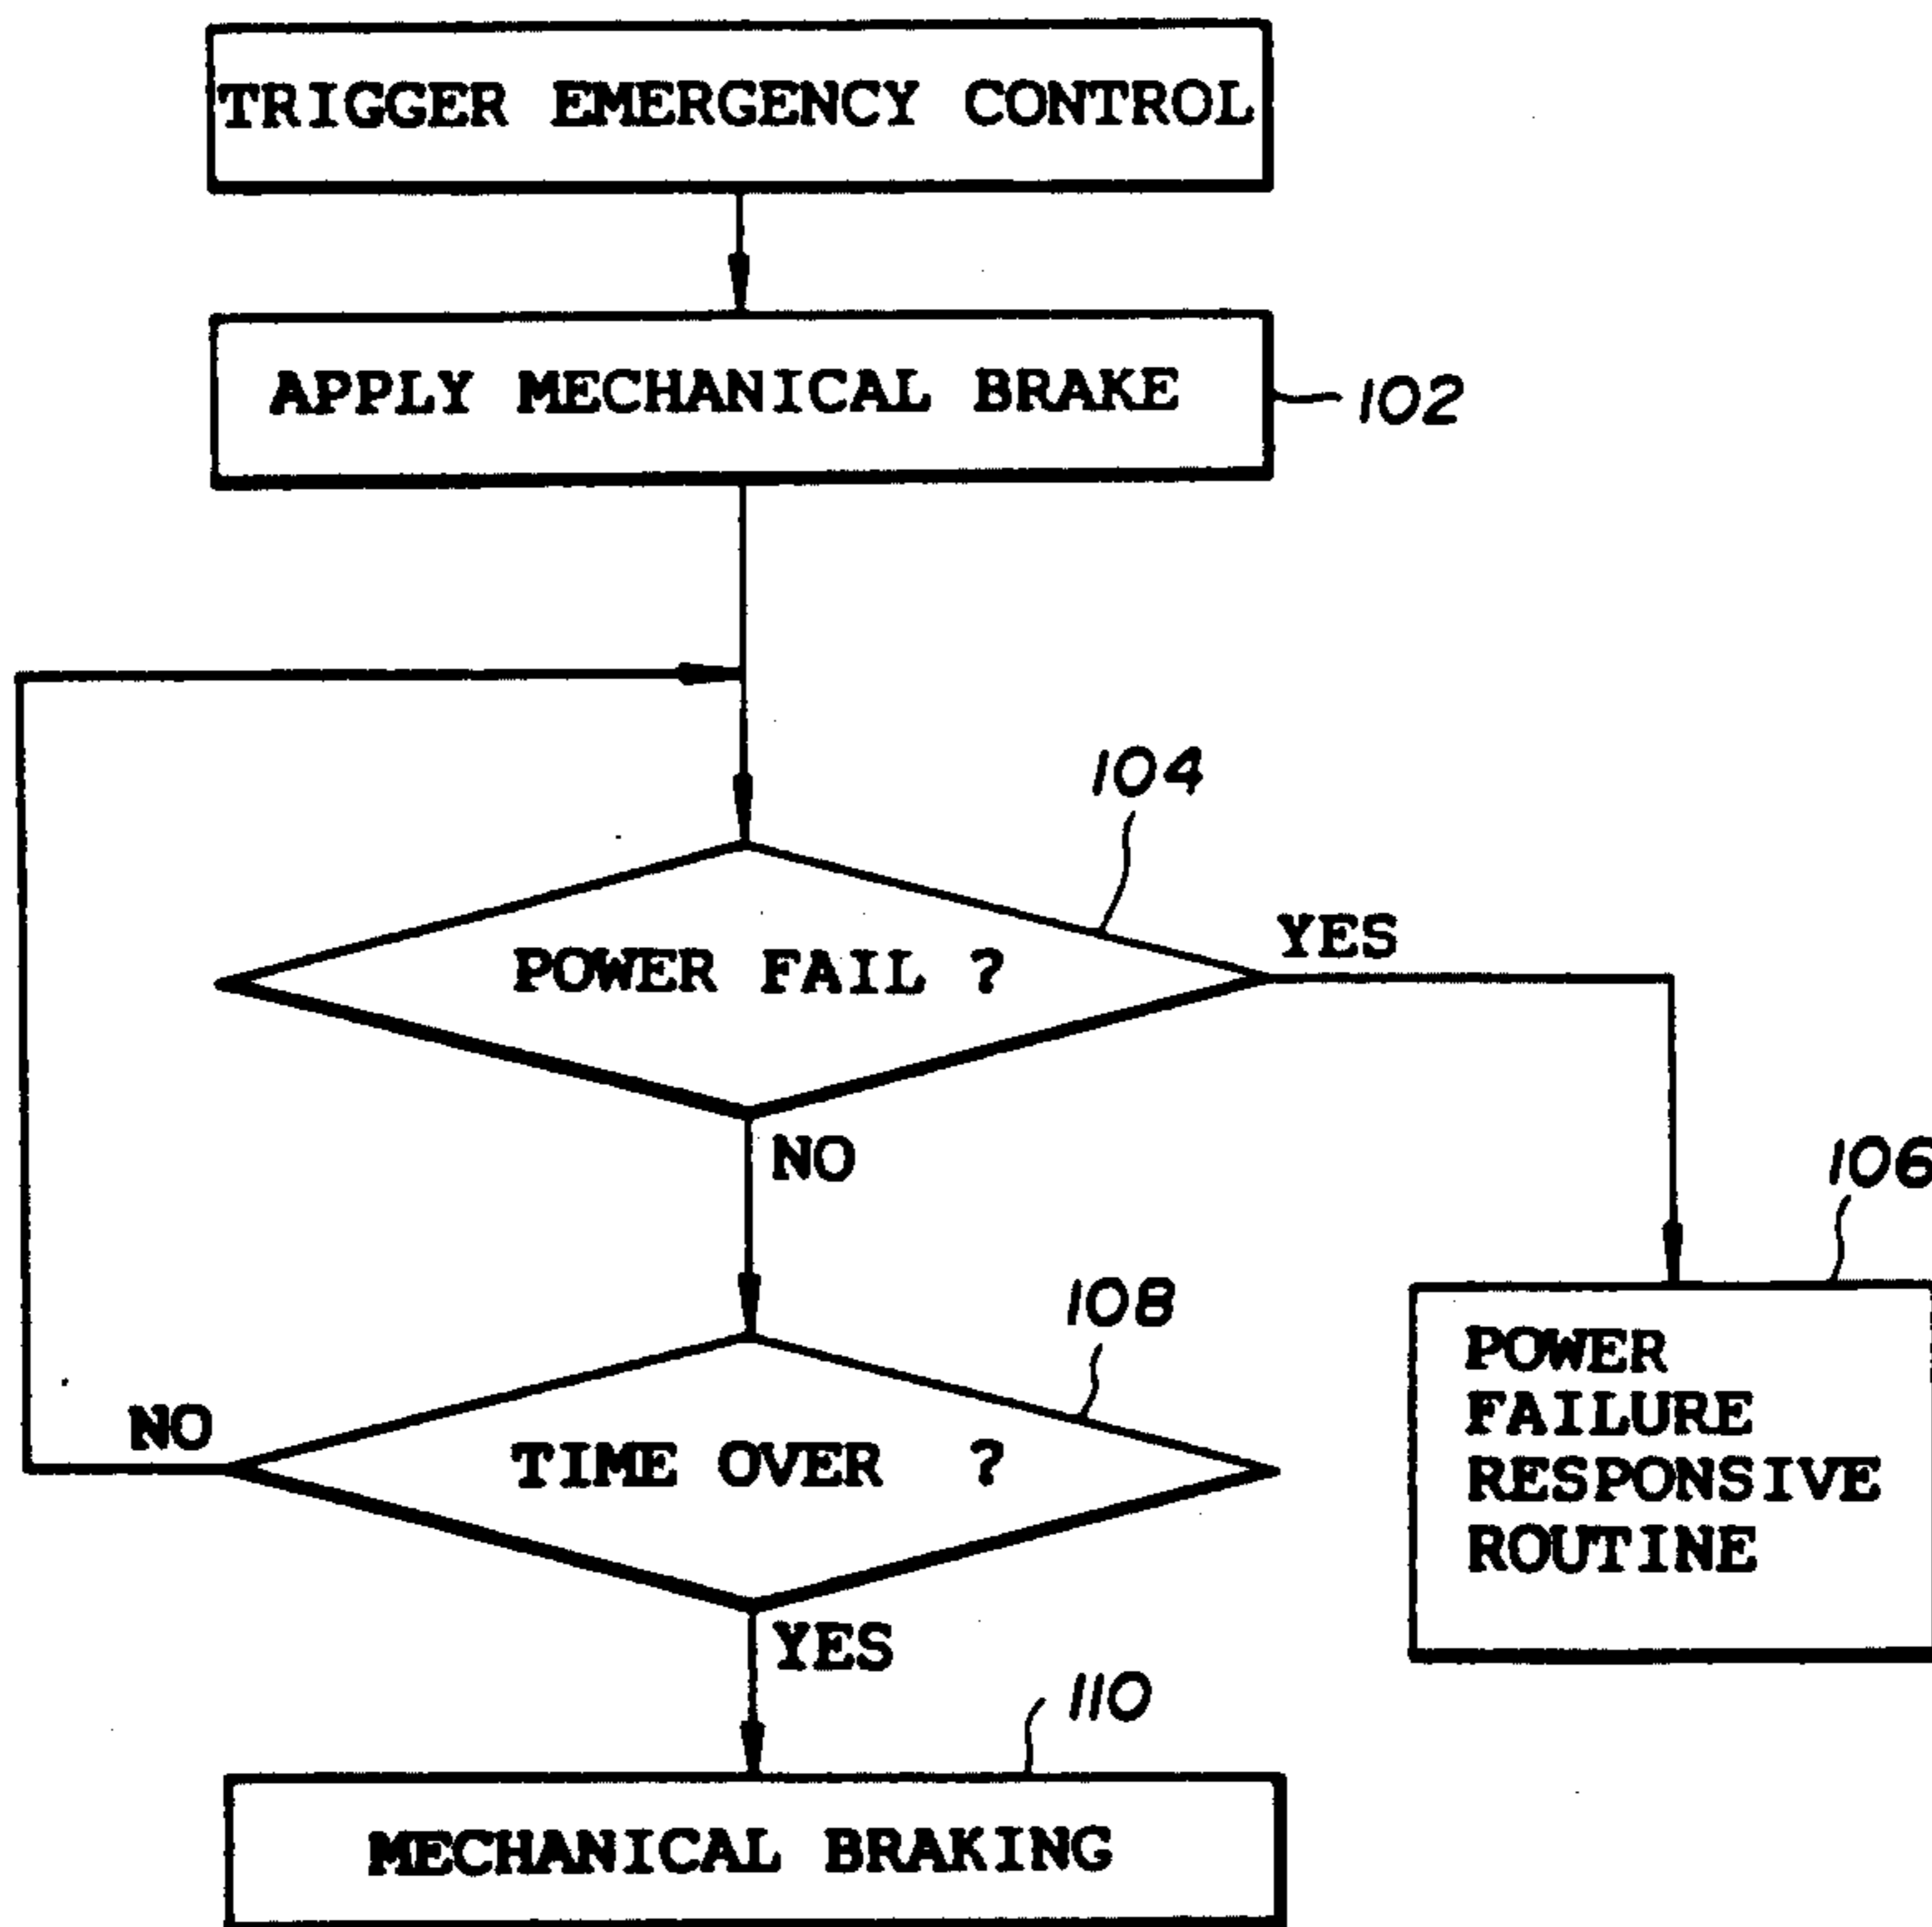 TRIGGER EMERGENCY CONTROL
APPLY MECHANICAL BRAKE
102
104
POWER FAIL ?
YES
NO
106
108
POWER
FAILURE
RESPONSIVE
ROUTINE
NO
TIME OVER ?
YES
110
MECHANICAL BRAKING